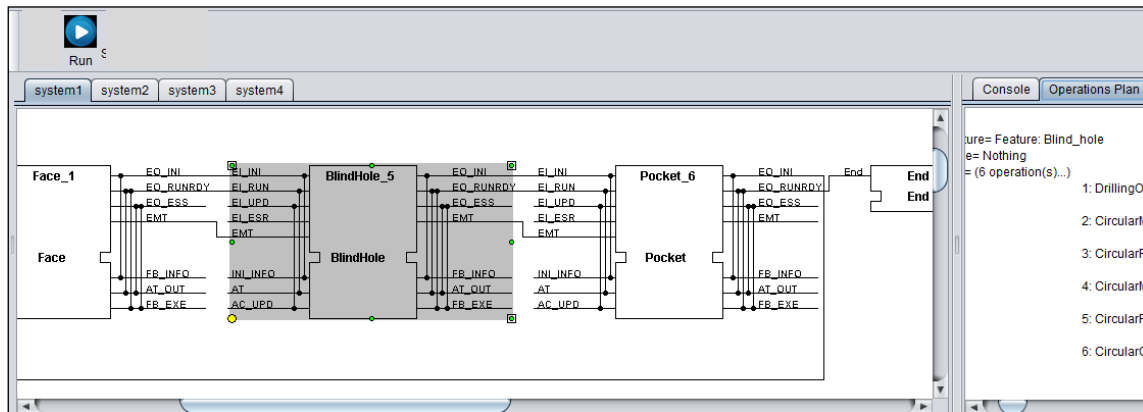 Run
system1 system2 system3 system4
Console Operations Plan
Face_1
Face
EO_INI
EO_RUNRDY
EO_ESS
EMT
FB_INFO
AT_OUT
FB_EXE
EI_INI
EI_RUN
EI_UPD
EI_ESR
EMT
INI_INFO
AT
AC_UPD
BlindHole_5
BlindHole
EO_INI
EO_RUNRDY
EO_ESS
EMT
FB_INFO
AT_OUT
FB_EXE
EI_INI
EI_RUN
EI_UPD
EI_ESR
EMT
INI_INFO
AT
AC_UPD
Pocket_6
Pocket
EO_INI
EO_RUNRDY
EO_ESS
EMT
FB_INFO
AT_OUT
FB_EXE
End
End
End
ture= Feature: Blind_hole
e= Nothing
= (6 operation(s)...)
1: DrillingO
2: CircularM
3: CircularF
4: CircularM
5: CircularF
6: Circular